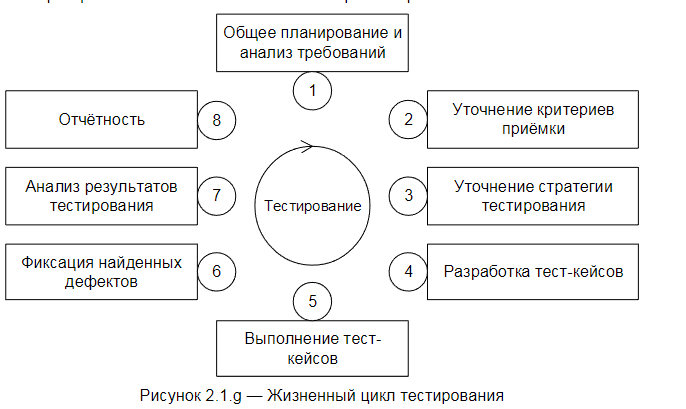 Общее планирование и
анализ требований
1
Отчётность
8
2
Уточнение критериев
приёмки
Анализ результатов
тестирования
7
Тестирование
3
Уточнение стратегии
тестирования
Фиксация найденных
дефектов
6
4
Разработка тест-кейсов
5
Выполнение тест-
кейсов
Рисунок 2.1.g — Жизненный цикл тестирования